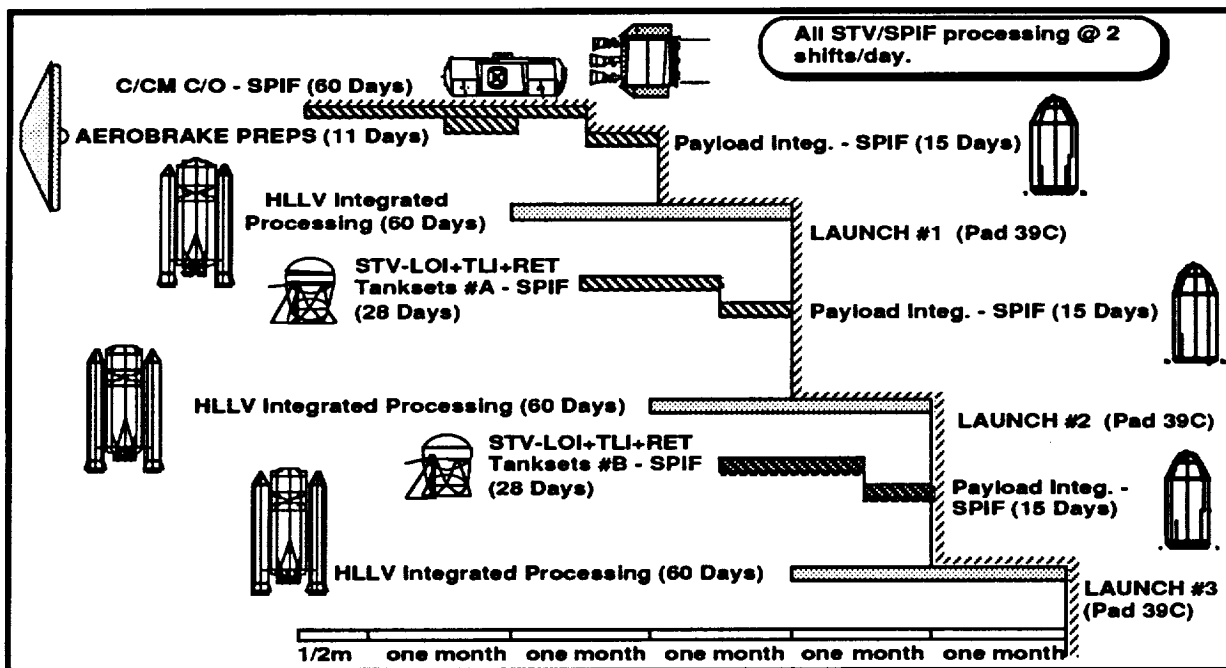 All STV/SPIF processing @ 2
shifts/day.
C/CM C/O - SPIF (60 Days)
AEROBRAKE PREPS (11 Days)
Payload Integ. - SPIF (15 Days)
HLLV Integrated
Processing (60 Days)
LAUNCH #1 (Pad 39C)
STV-LOI+TLI+RET
Tanksets #A - SPIF
(28 Days)
Payload Integ. - SPIF (15 Days)
HLLV Integrated Processing (60 Days)
LAUNCH #2 (Pad 39C)
STV-LOI+TLI+RET
Tanksets #B - SPIF
(28 Days)
Payload Integ. -
SPIF (15 Days)
HLLV Integrated Processing (60 Days)
LAUNCH #3
(Pad 39C)
1/2m one month one month one month one month one month